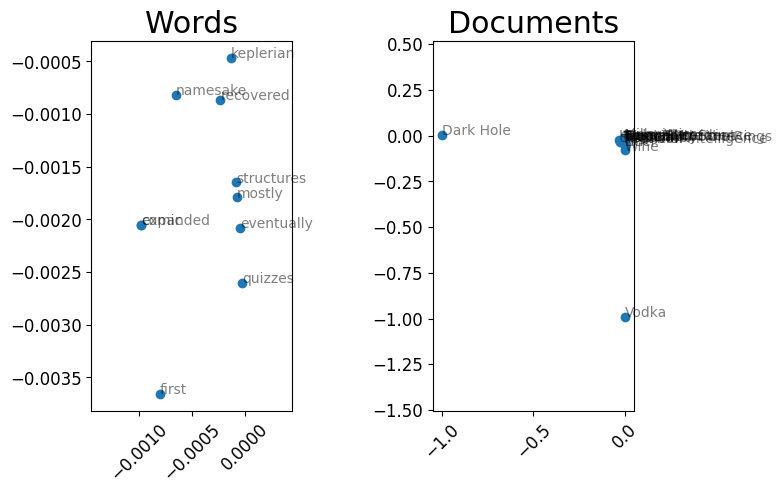 Words
Documents
−0.0005
−0.0010
−0.0015
−0.0020
−0.0025
−0.0030
−0.0035
keplerian
namesake
recovered
structures
mostly
expanded
eventually
quizzes
first
−0.0010
−0.0005
0.0000
0.50
0.25
0.00
−0.25
−0.50
−0.75
−1.00
−1.25
−1.50
Dark Hole
Wine
Vodka
−1.0
−0.5
0.0